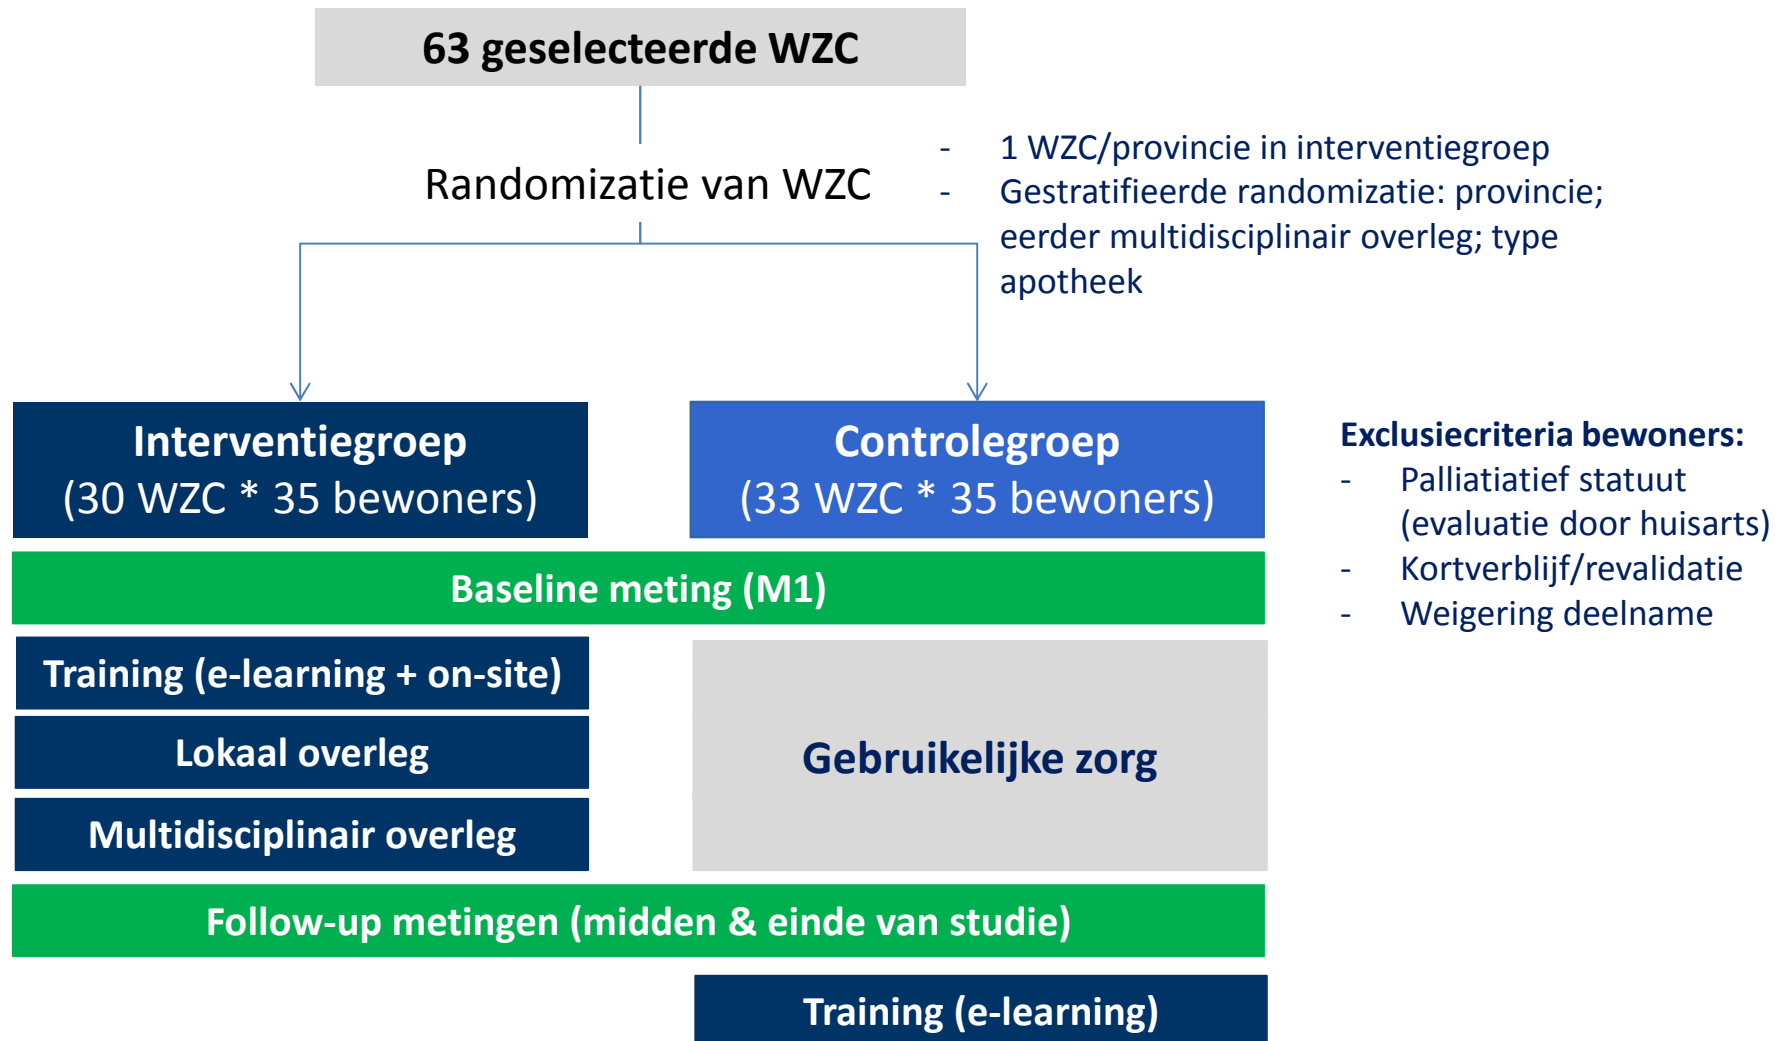 63 geselecteerde WZC
Randomizatie van WZC
- 1 WZC/provincie in interventiegroep
- Gestratifieerde randomizatie: provincie;
eerder multidisciplinair overleg; type
apotheek
Interventiegroep
(30 WZC * 35 bewoners)
Controlegroep
(33 WZC * 35 bewoners)
Exclusiecriteria bewoners:
- Palliatiatief statuut
(evaluatie door huisarts)
- Kortverblijf/revalidatie
- Weigering deelname
Baseline meting (M1)
Training (e-learning + on-site)
Lokaal overleg
Multidisciplinair overleg
Gebruikelijke zorg
Follow-up metingen (midden & einde van studie)
Training (e-learning)